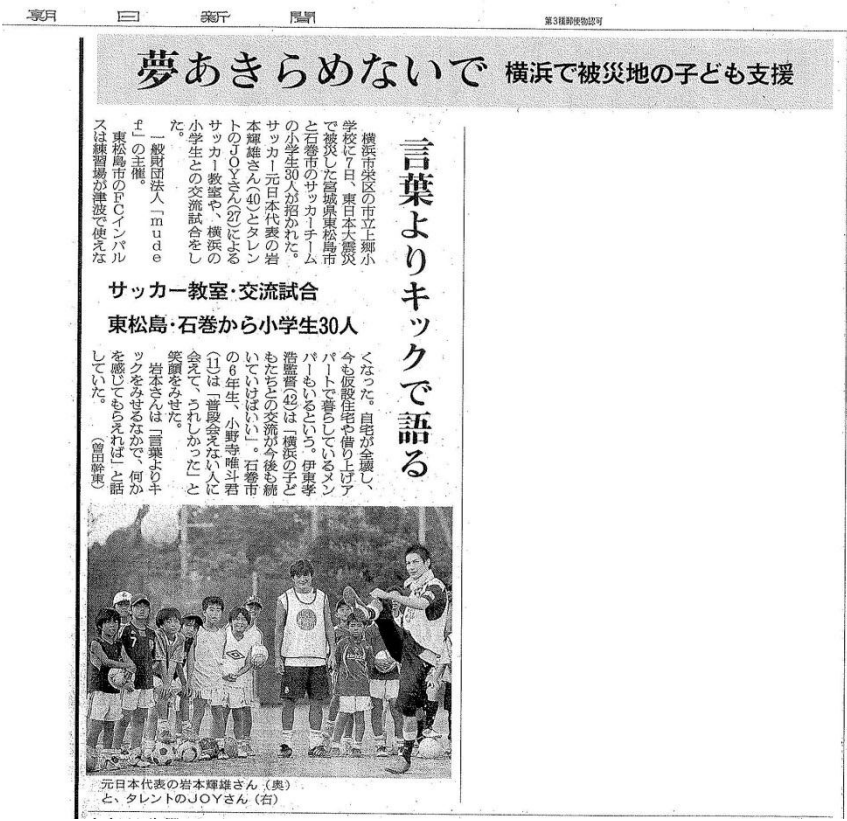 朝日新聞
第3種郵便物認可
夢あきらめないで 横浜で被災地の子ども支援
言葉よりキックで語る
サッカー教室・交流試合
東松島・石巻から小学生30人
横浜市栄区の市立上郷小
学校に7日、東日本大震災
で被災した宮城県東松島市
と石巻市のサッカーチーム
の小学生30人が招かれた。
サッカー元日本代表の岩
本輝雄さん(40)とタレン
トのJOYさん(27)による
サッカー教室や、横浜の
小学生との交流試合をし
た。
一般財団法人「mude
f」の主催。
東松島市のFCインパル
スは練習場が津波で使えな
くなった。自宅が全壊し、
今も仮設住宅や借り上げア
パートで暮らしているメン
バーもいるという。伊東孝
浩監督(42)は「横浜の子ど
もたちとの交流が今後も続
いていけばいい」。石巻市
の6年生、小野寺唯斗君
(11)は「普段会えない人に
会えて、うれしかった」と
笑顔をみせた。
岩本さんは「言葉よりキ
ックをみせるなかで、何か
を感じてもらえれば」と話
していた。
(曽田幹東)
元日本代表の岩本輝雄さん(奥)
と、タレントのJOYさん(右)